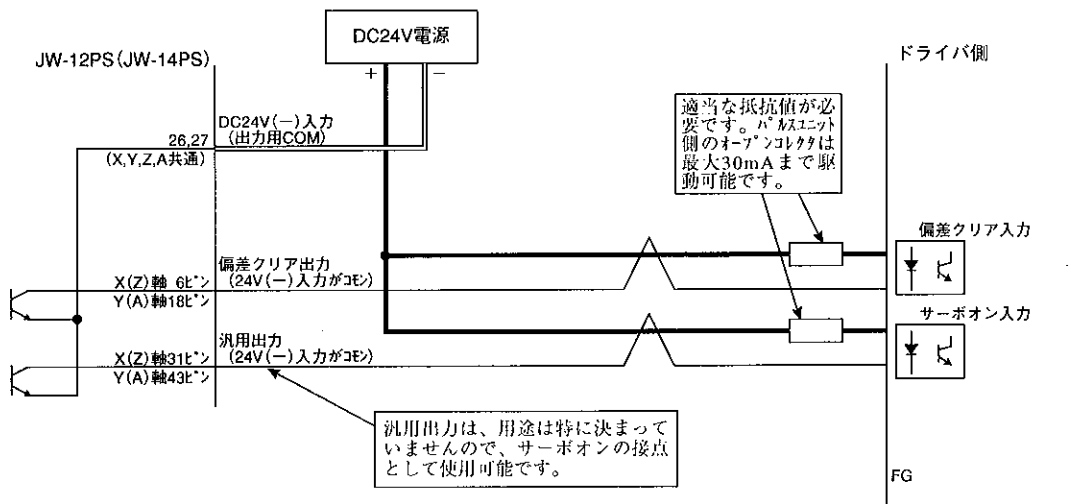 DC24V電源
+ −
JW-12PS(JW-14PS)
ドライバ側
DC24V(−)入力
(出力用COM)
26,27
(X,Y,Z,A共通)
適当な抵抗値が必
要です。パルスユニット
側のオープンコレクタは
最大30mAまで駆
動可能です。
偏差クリア入力
偏差クリア出力
(24V(−)入力がコモン)
X(Z)軸 6ピン
Y(A)軸18ピン
サーボオン入力
汎用出力
(24V(−)入力がコモン)
X(Z)軸31ピン
Y(A)軸43ピン
汎用出力は、用途は特に決まって
いませんので、サーボオンの接点
として使用可能です。
FG